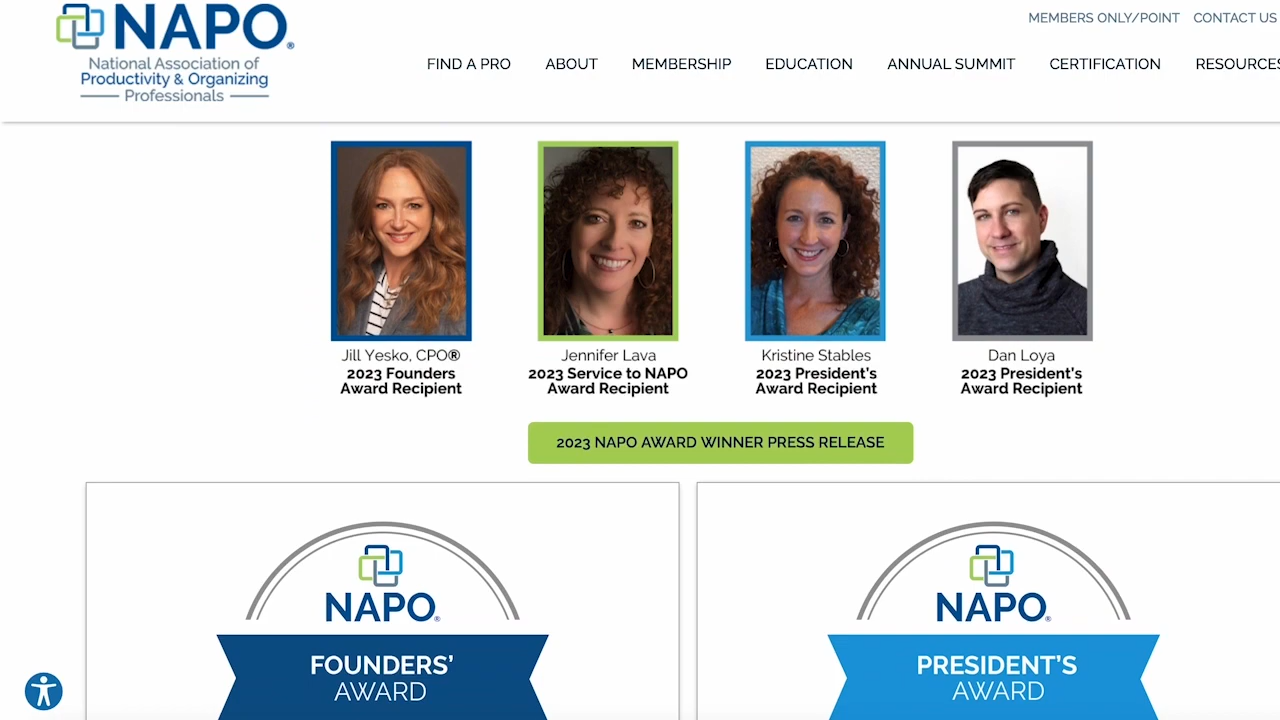 NAPO®
National Association of
Productivity & Organizing
Professionals
MEMBERS ONLY/POINT CONTACT US
FIND A PRO ABOUT MEMBERSHIP EDUCATION ANNUAL SUMMIT CERTIFICATION RESOURCES
Jill Yesko, CPO®
2023 Founders
Award Recipient
Jennifer Lava
2023 Service to NAPO
Award Recipient
Kristine Stables
2023 President's
Award Recipient
Dan Loya
2023 President's
Award Recipient
2023 NAPO AWARD WINNER PRESS RELEASE
NAPO®
FOUNDERS'
AWARD
NAPO®
PRESIDENT'S
AWARD